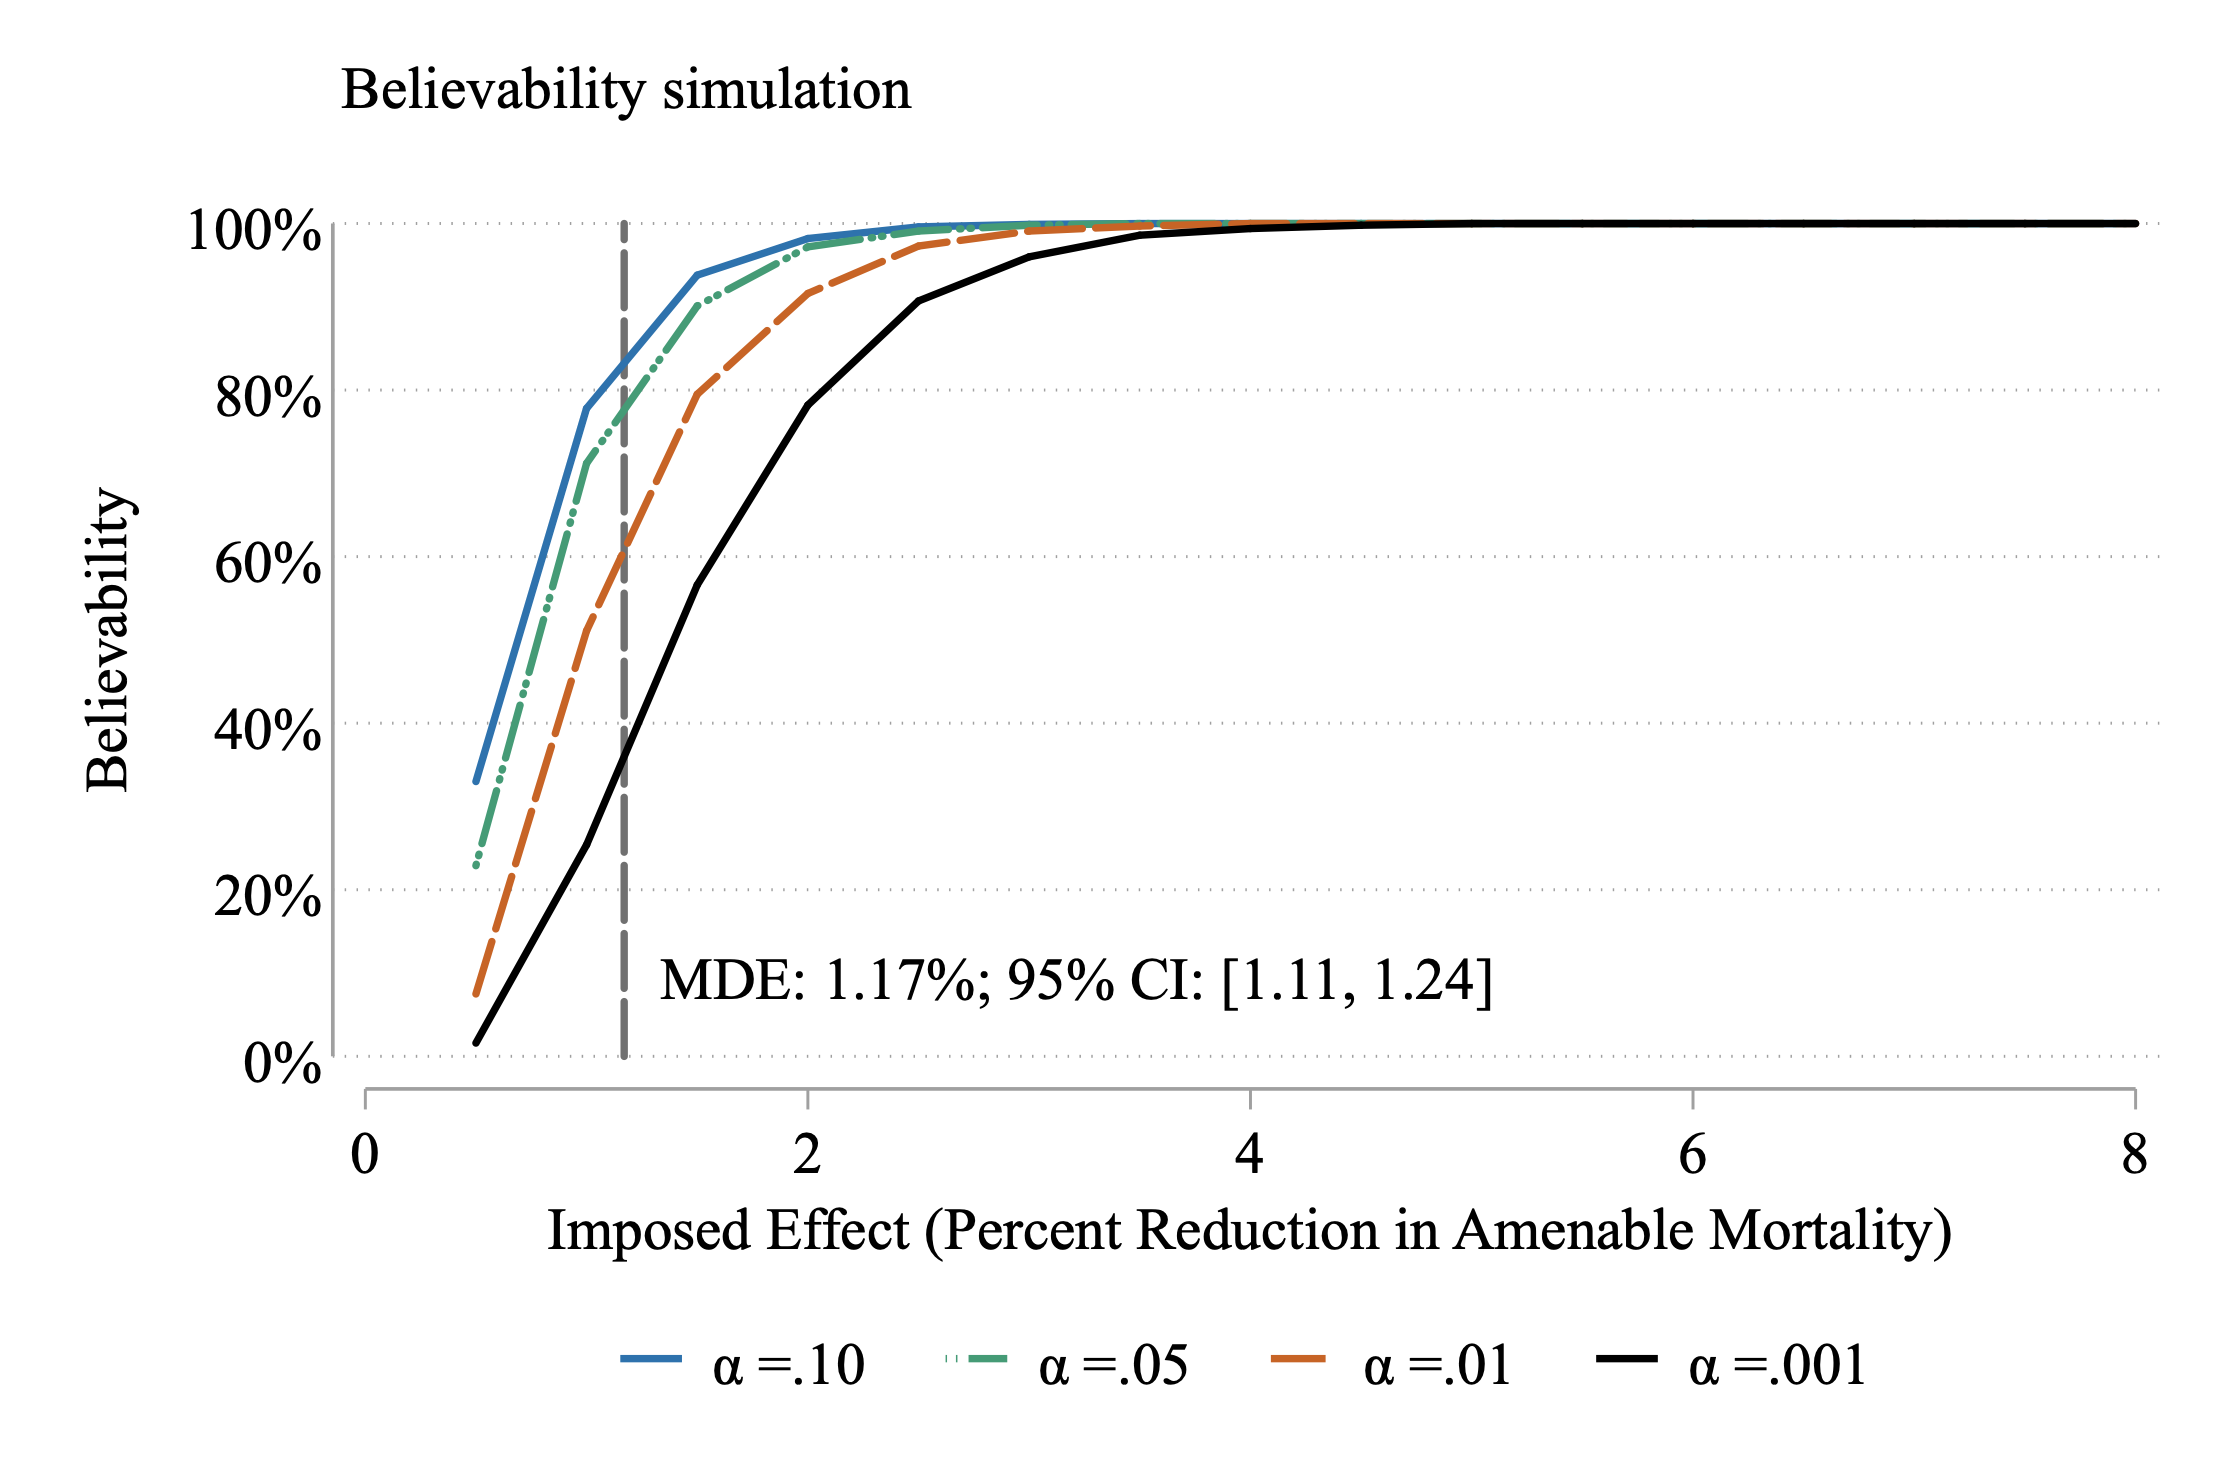 Believability simulation
100%
80%
60%
40%
20%
0%
Believability
MDE: 1.17%; 95% CI: [1.11, 1.24]
0 2 4 6 8
Imposed Effect (Percent Reduction in Amenable Mortality)
α =.10 α =.05 α =.01 α =.001